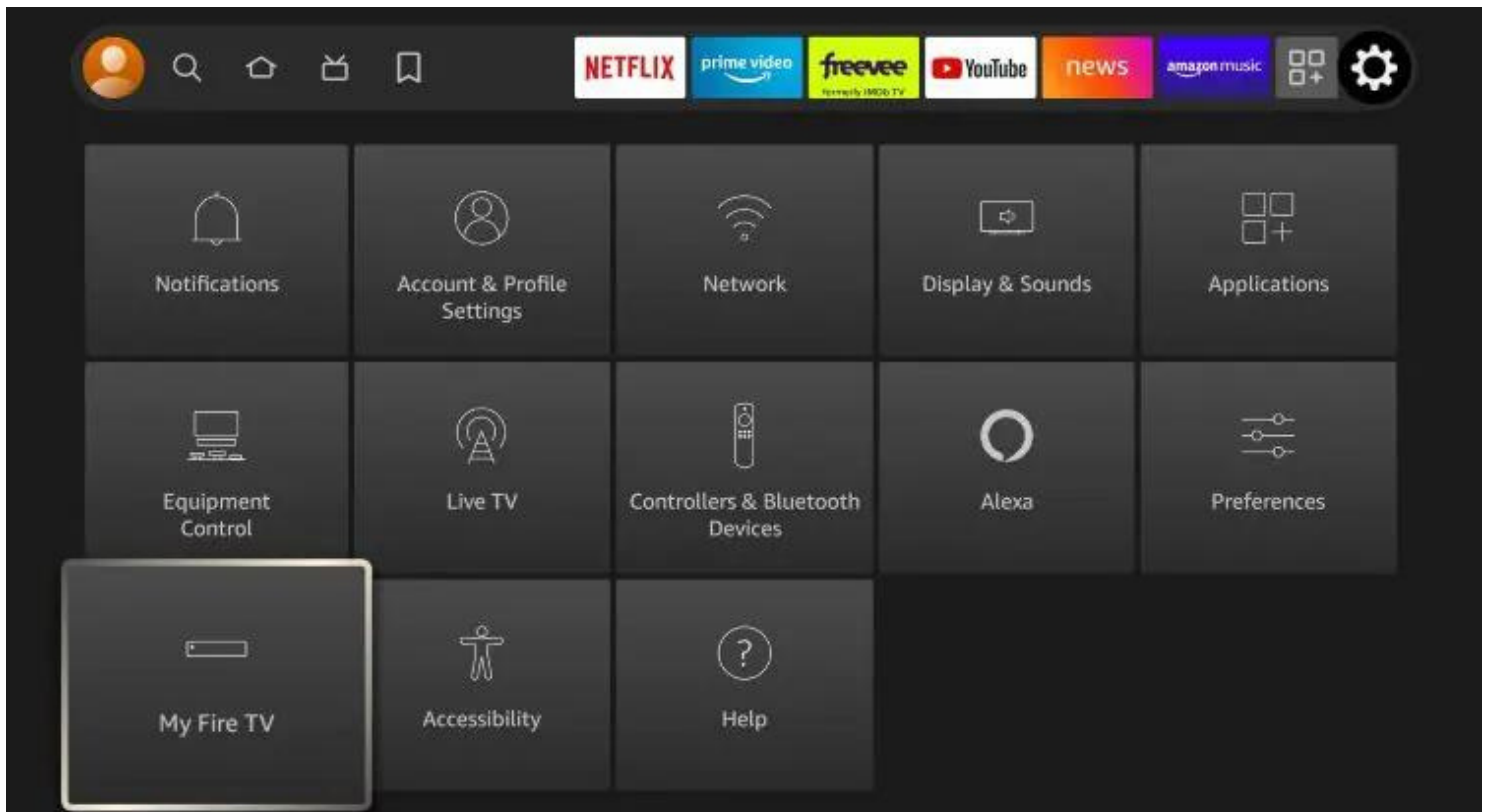 NETFLIX
prime video
freevee
formerly IMDb TV
YouTube
news
amazon music
Notifications
Account & Profile
Settings
Network
Display & Sounds
Applications
Equipment
Control
Live TV
Controllers & Bluetooth
Devices
Alexa
Preferences
My Fire TV
Accessibility
Help